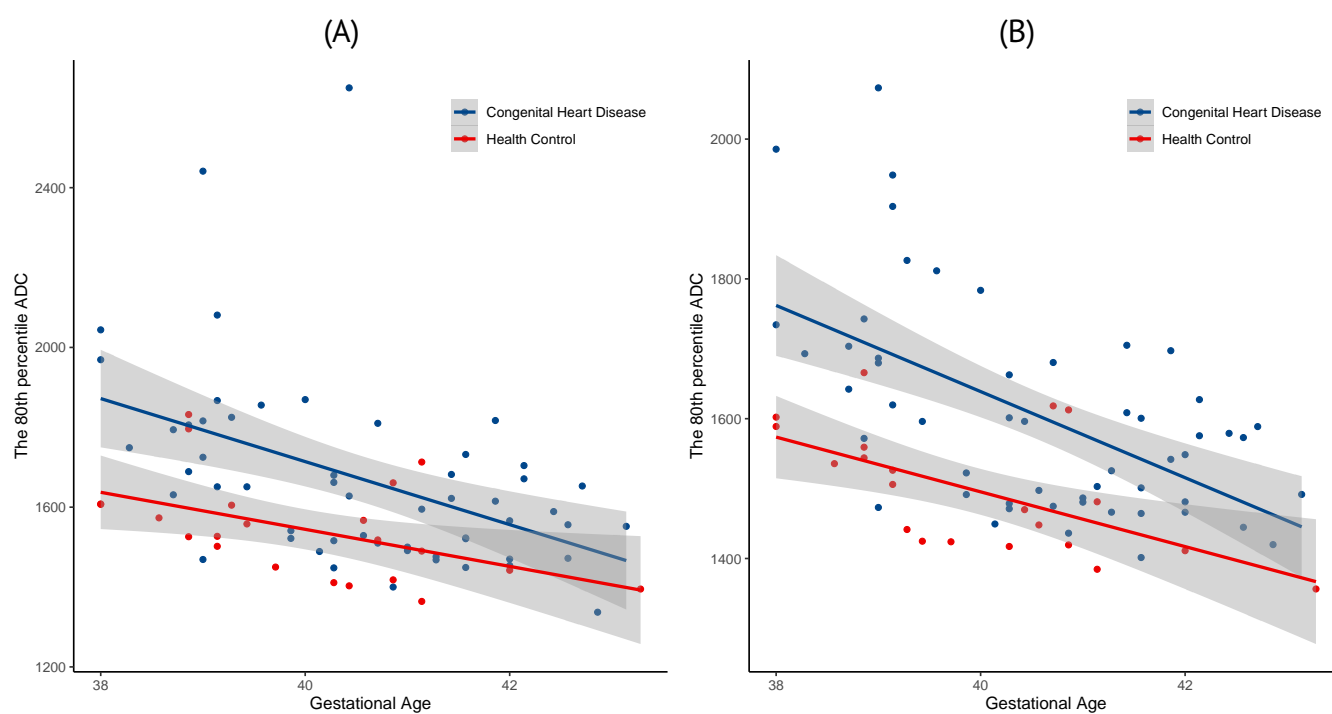 (A)
The 80th percentile ADC
2400
2000
1600
1200
38
40
42
Gestational Age
Congenital Heart Disease
Health Control
(B)
The 80th percentile ADC
2000
1800
1600
1400
38
40
42
Gestational Age
Congenital Heart Disease
Health Control